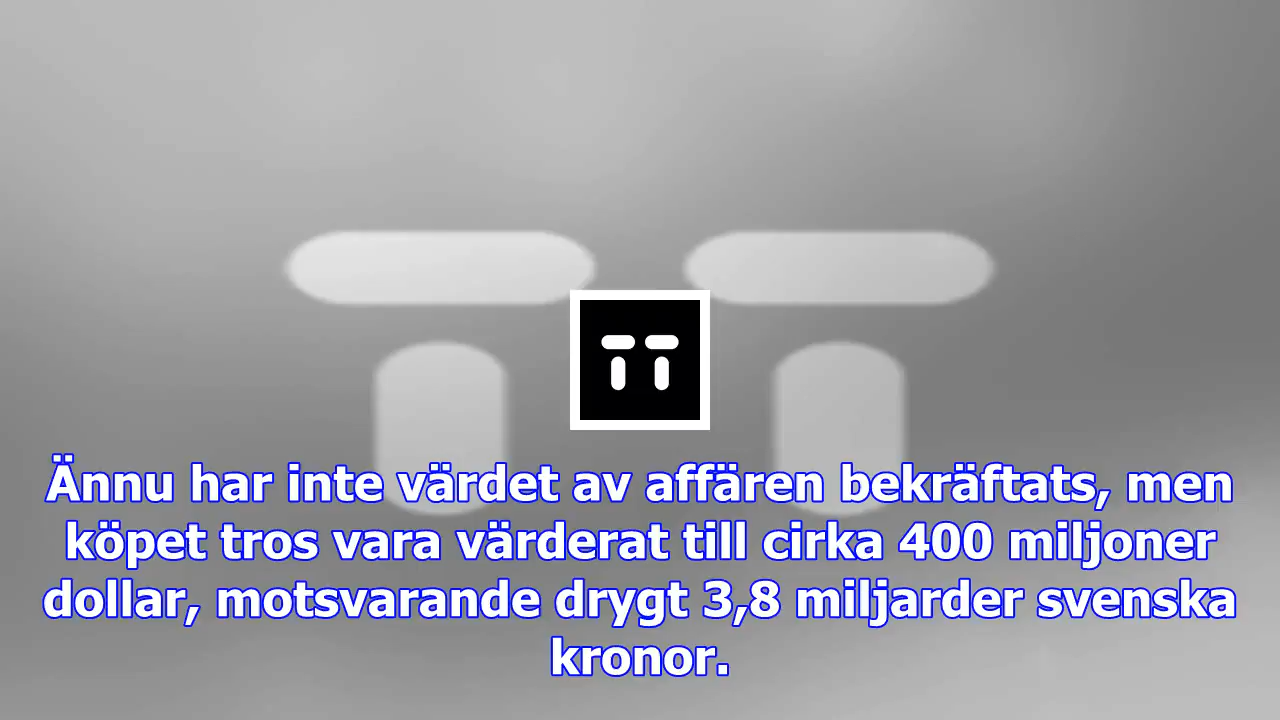 Ännu har inte värdet av affären bekräftats, men
köpet tros vara värderat till cirka 400 miljoner
dollar, motsvarande drygt 3,8 miljarder svenska
kronor.